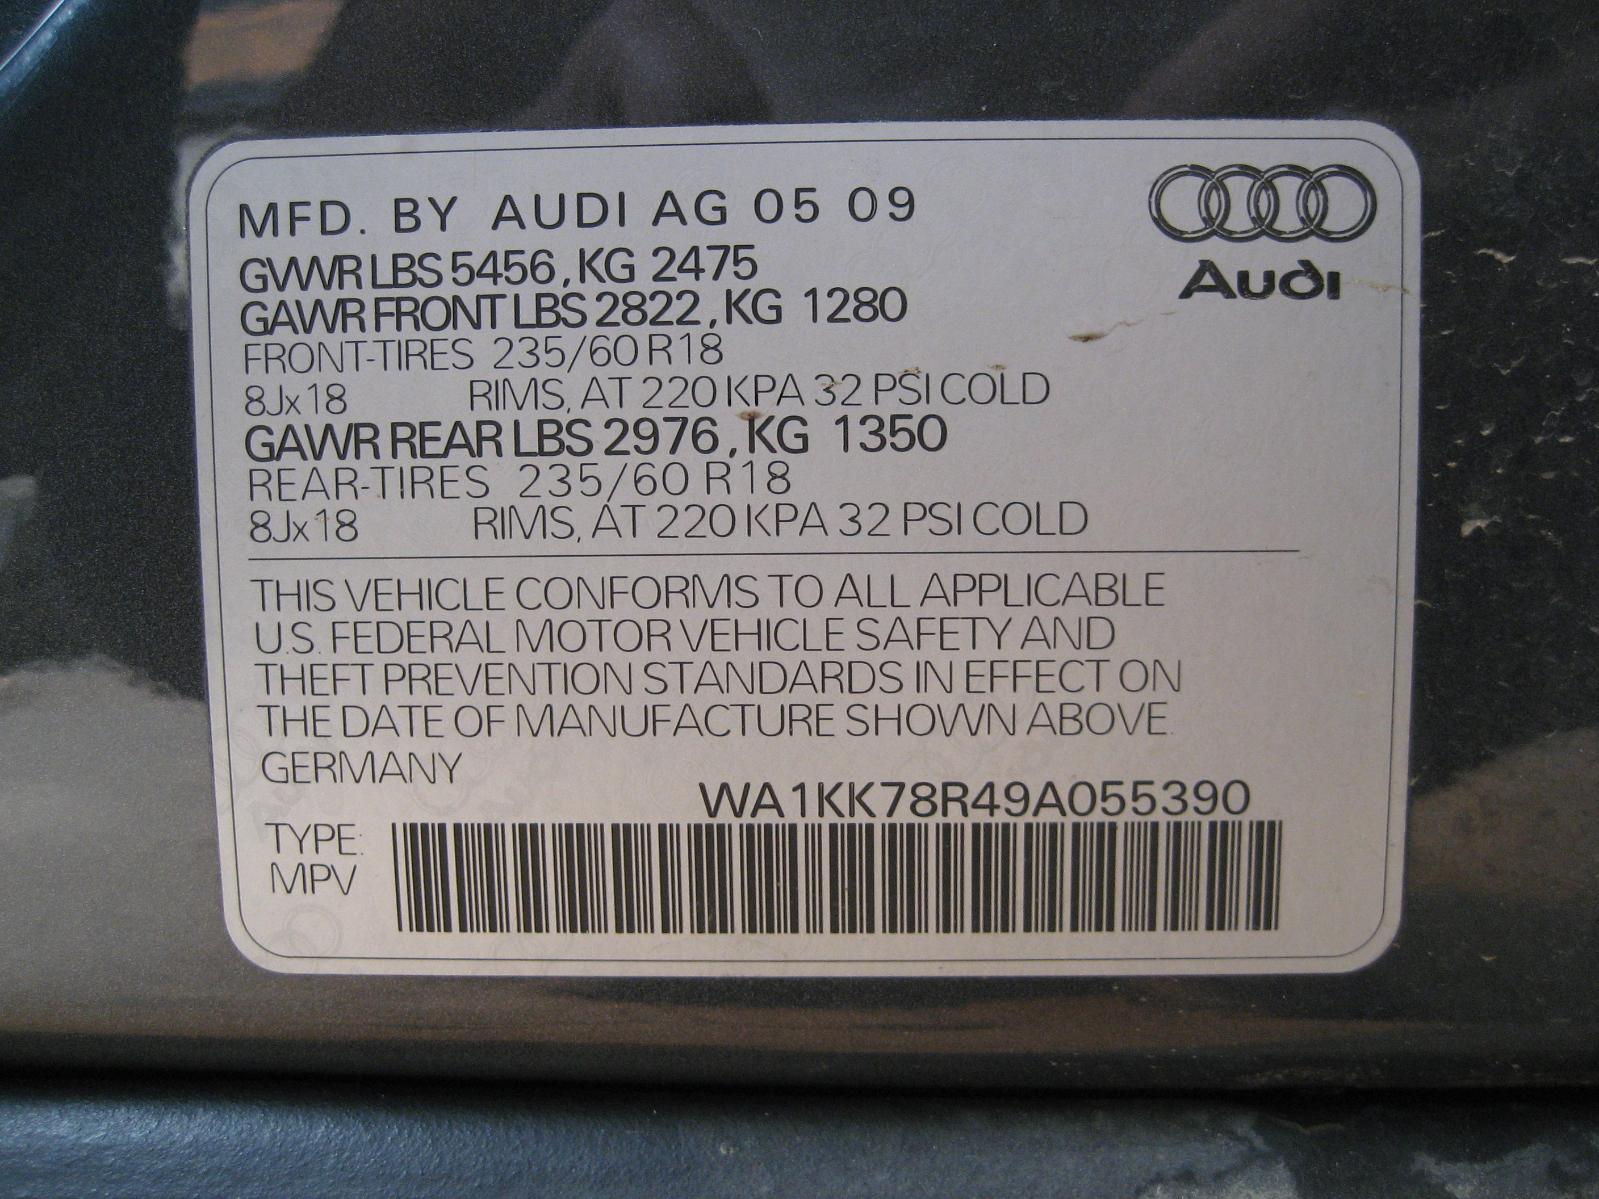 MFD. BY AUDI AG 05 09
GVWR LBS 5456, KG 2475
GAWR FRONT LBS 2822, KG 1280
FRONT-TIRES 235/60 R18
8Jx18 RIMS, AT 220 KPA 32 PSI COLD
GAWR REAR LBS 2976, KG 1350
REAR-TIRES 235/60 R18
8Jx18 RIMS, AT 220 KPA 32 PSI COLD
Audi
THIS VEHICLE CONFORMS TO ALL APPLICABLE
U.S. FEDERAL MOTOR VEHICLE SAFETY AND
THEFT PREVENTION STANDARDS IN EFFECT ON
THE DATE OF MANUFACTURE SHOWN ABOVE.
GERMANY
WA1KK78R49A055390
TYPE:
MPV